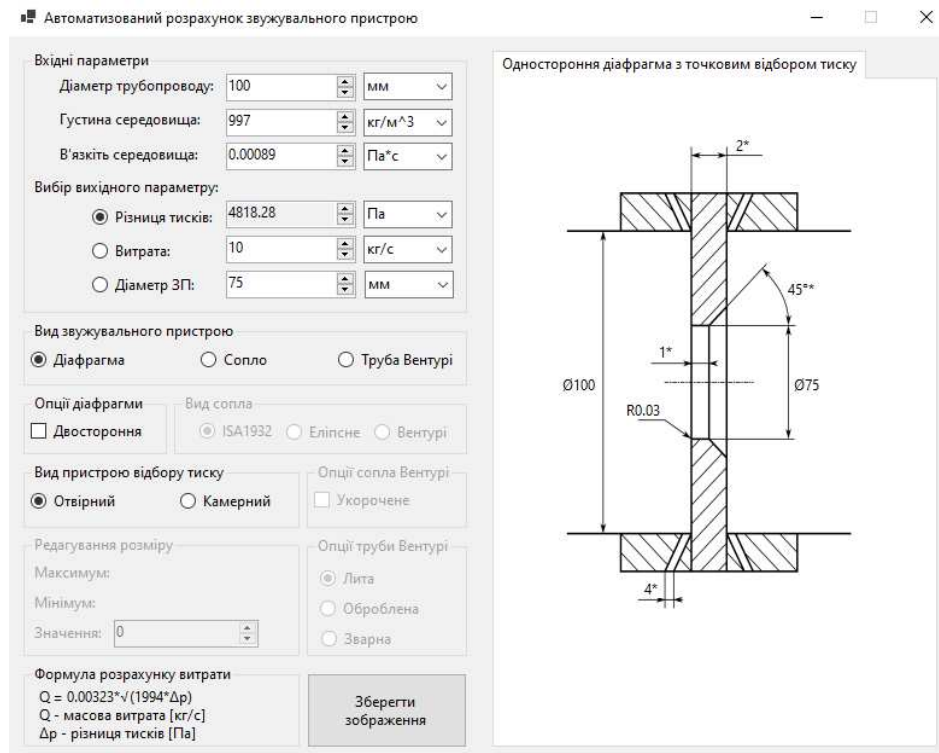 Автоматизований розрахунок звужувального пристрою
Вхідні параметри
Діаметр трубопроводу: 100 мм
Густина середовища: 997 кг/м^3
В'язкіть середовища: 0.00089 Па*с
Вибір вихідного параметру:
Різниця тисків: 4818.28 Па
Витрата: 10 кг/с
Діаметр ЗП: 75 мм
Вид звужувального пристрою
Діафрагма Сопло Труба Вентурі
Опції діафрагми
Двостороння
Вид сопла
ISA1932 Еліпсне Вентурі
Вид пристрою відбору тиску
Отвірний Камерний
Опції сопла Вентурі
Укорочене
Редагування розміру
Максимум:
Мінімум:
Значення: 0
Опції труби Вентурі
Лита
Оброблена
Зварна
Формула розрахунку витрати
Q = 0.00323*√(1994*Δp)
Q - масова витрата [кг/с]
Δp - різниця тисків [Па]
Зберегти
зображення
Одностороння діафрагма з точковим відбором тиску
2*
45°*
1*
Ø100
Ø75
R0.03
4*